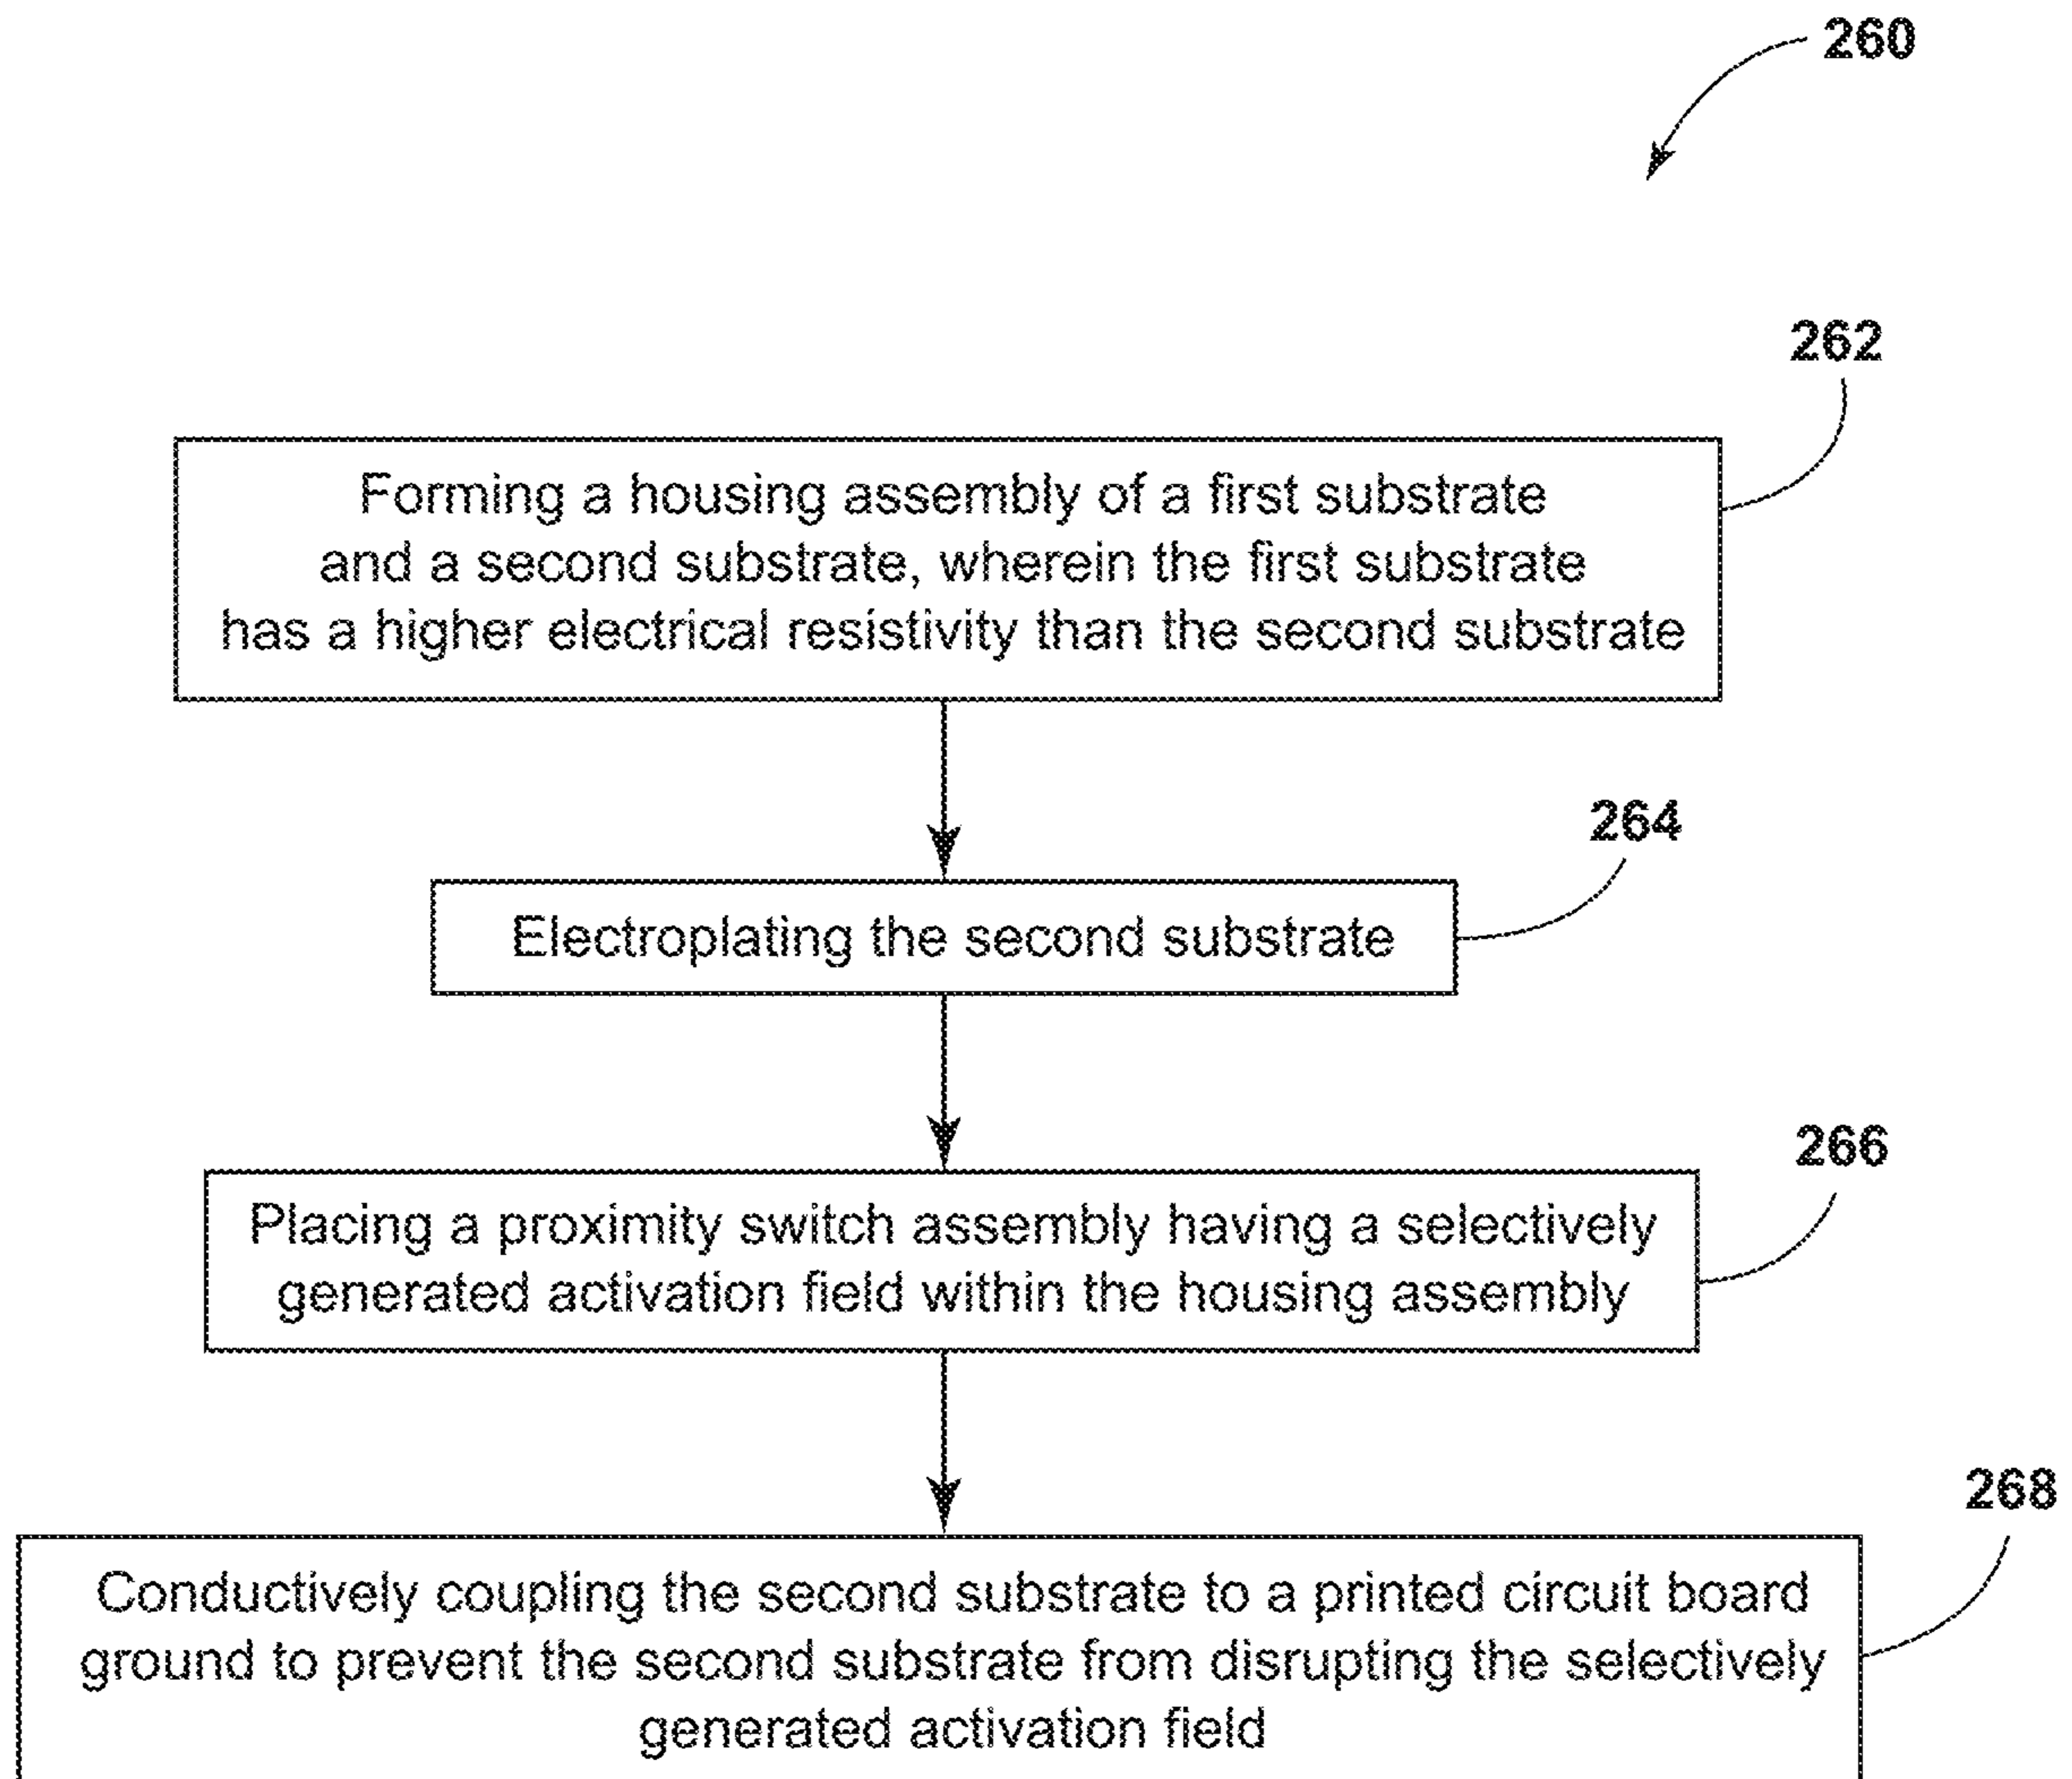 260
262
Forming a housing assembly of a first substrate
and a second substrate, wherein the first substrate
has a higher electrical resistivity than the second substrate
264
Electroplating the second substrate
266
Placing a proximity switch assembly having a selectively
generated activation field within the housing assembly
268
Conductively coupling the second substrate to a printed circuit board
ground to prevent the second substrate from disrupting the selectively
generated activation field